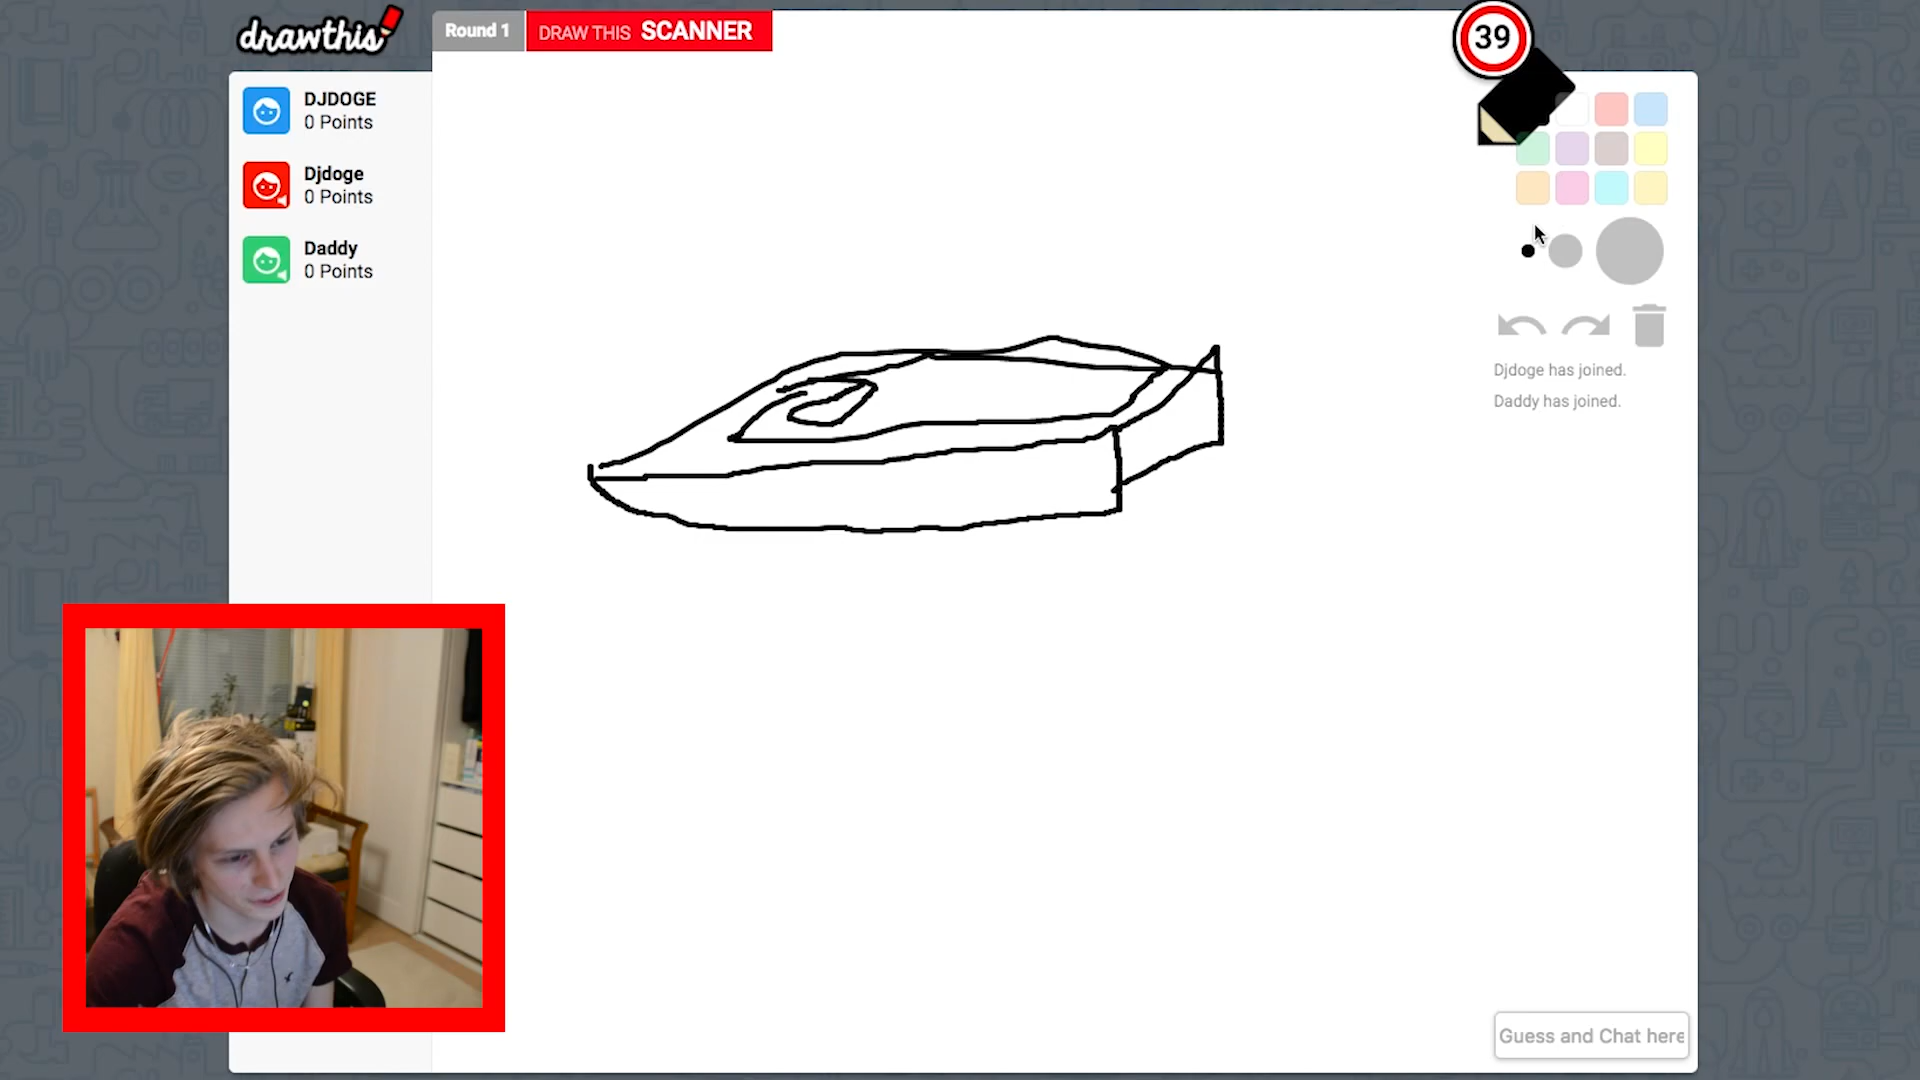 drawthis!
Round 1
DRAW THIS SCANNER
39
DJDOGE
0 Points
Djdoge
0 Points
Daddy
0 Points
Djdoge has joined.
Daddy has joined.
Guess and Chat here